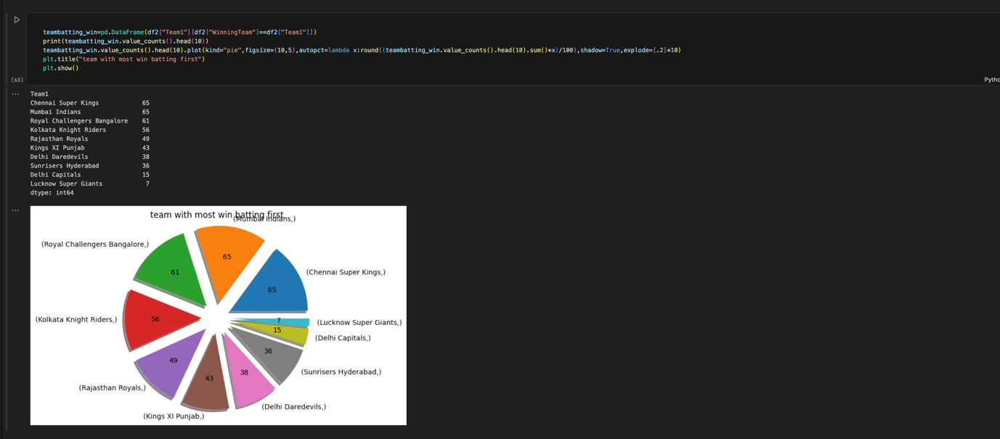 teambatting_win=pd.DataFrame(df2["Team1"][df2["WinningTeam"]==df2["Team1"]])
print(teambatting_win.value_counts().head(10))
teambatting_win.value_counts().head(10).plot(kind="pie",figsize=(10,5),autopct=lambda x:round((teambatting_win.value_counts().head(10).sum()*x)/100),shadow=True,explode=[.2]*10)
plt.title("team with most win batting first")
plt.show()
[63]
Pytho
... Team1
Chennai Super Kings 65
Mumbai Indians 65
Royal Challengers Bangalore 61
Kolkata Knight Riders 56
Rajasthan Royals 49
Kings XI Punjab 43
Delhi Daredevils 38
Sunrisers Hyderabad 36
Delhi Capitals 15
Lucknow Super Giants 7
dtype: int64
...
team with most win batting first
(Mumbai Indians,)
(Royal Challengers Bangalore,)
65
61
(Chennai Super Kings,)
65
(Kolkata Knight Riders,)
56
7
(Lucknow Super Giants,)
15
(Delhi Capitals,)
36
49
38
(Sunrisers Hyderabad,)
43
(Rajasthan Royals,)
(Delhi Daredevils,)
(Kings XI Punjab,)